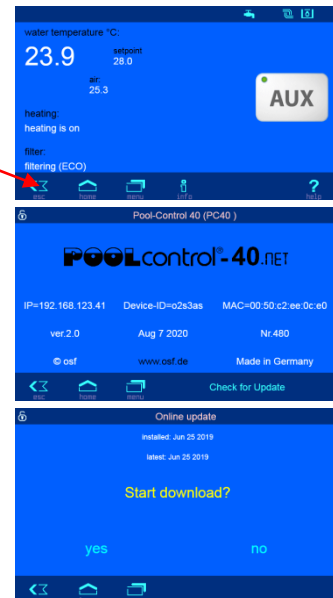 water temperature °C:
23.9
setpoint
28.0
air:
25.3
AUX
heating:
heating is on
filter:
filtering (ECO)
esc home menu info help
Pool-Control 40 (PC40 )
POOLcontrol®-40.NET
IP=192.168.123.41 Device-ID=o2s3as MAC=00:50:c2:ee:0c:e0
ver.2.0 Aug 7 2020 Nr.480
© osf www.osf.de Made in Germany
esc home menu Check for Update
Online update
installed: Jun 25 2019
latest: Jun 25 2019
Start download?
yes no